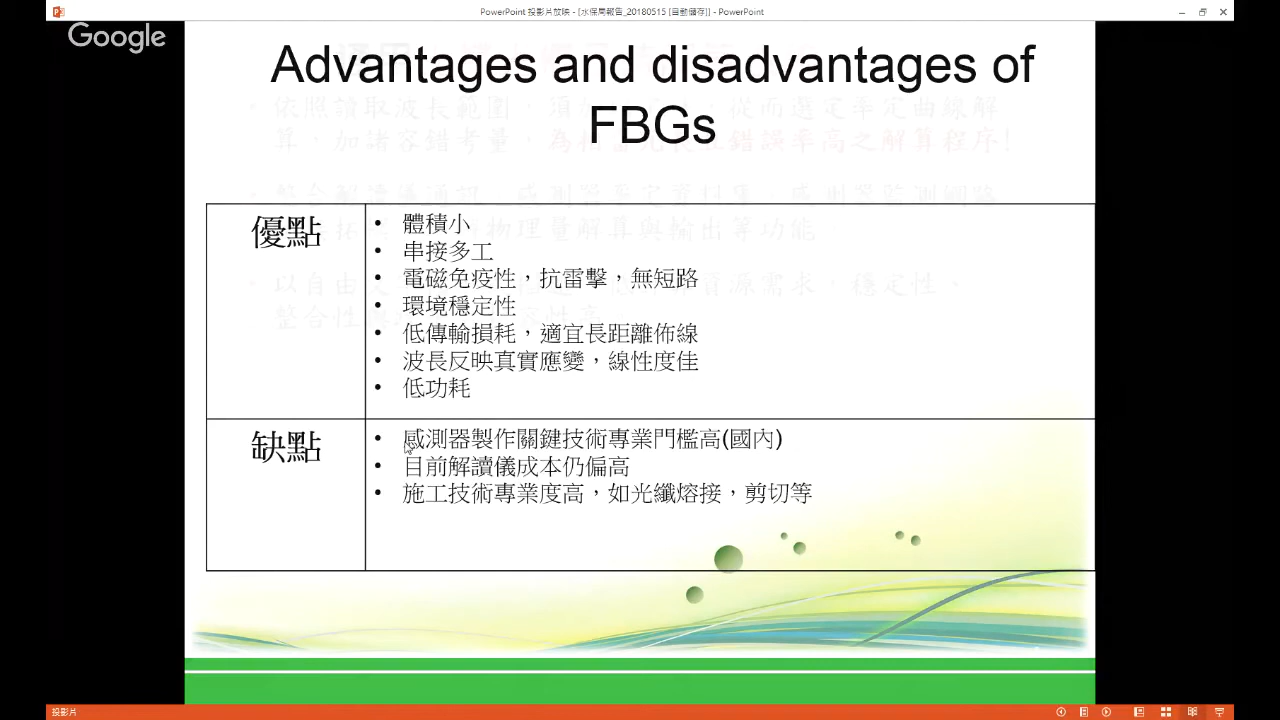 PowerPoint 投影片放映 - [水保局報告_20180515 [自動儲存]] - PowerPoint
Google
Advantages and disadvantages of
FBGs
優點
• 體積小
• 串接多工
• 電磁免疫性，抗雷擊，無短路
• 環境穩定性
• 低傳輸損耗，適宜長距離佈線
• 波長反映真實應變，線性度佳
• 低功耗
缺點
• 感測器製作關鍵技術專業門檻高(國內)
• 目前解讀儀成本仍偏高
• 施工技術專業度高，如光纖熔接，剪切等
投影片